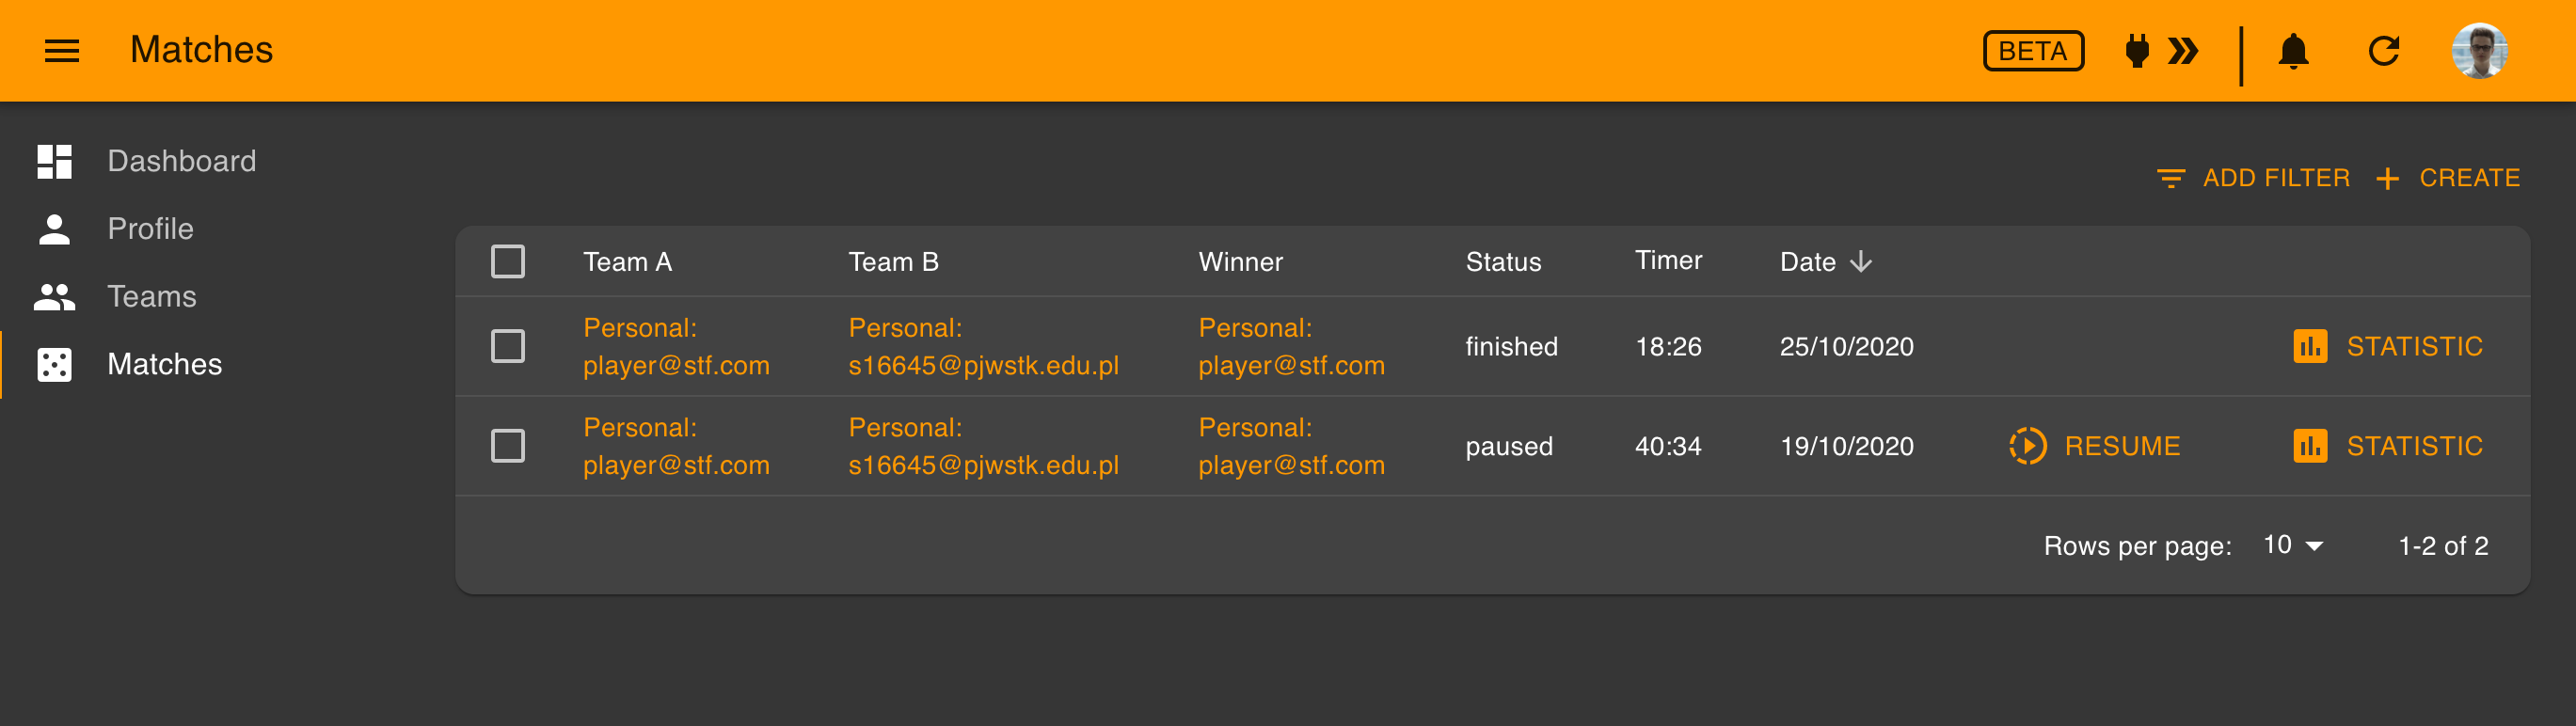 Matches
BETA
Dashboard
Profile
Teams
Matches
ADD FILTER
CREATE
Team A Team B Winner Status Timer Date
Personal: player@stf.com
Personal: s16645@pjwstk.edu.pl
Personal: player@stf.com
finished
18:26
25/10/2020
STATISTIC
Personal: player@stf.com
Personal: s16645@pjwstk.edu.pl
Personal: player@stf.com
paused
40:34
19/10/2020
RESUME
STATISTIC
Rows per page: 10 1-2 of 2